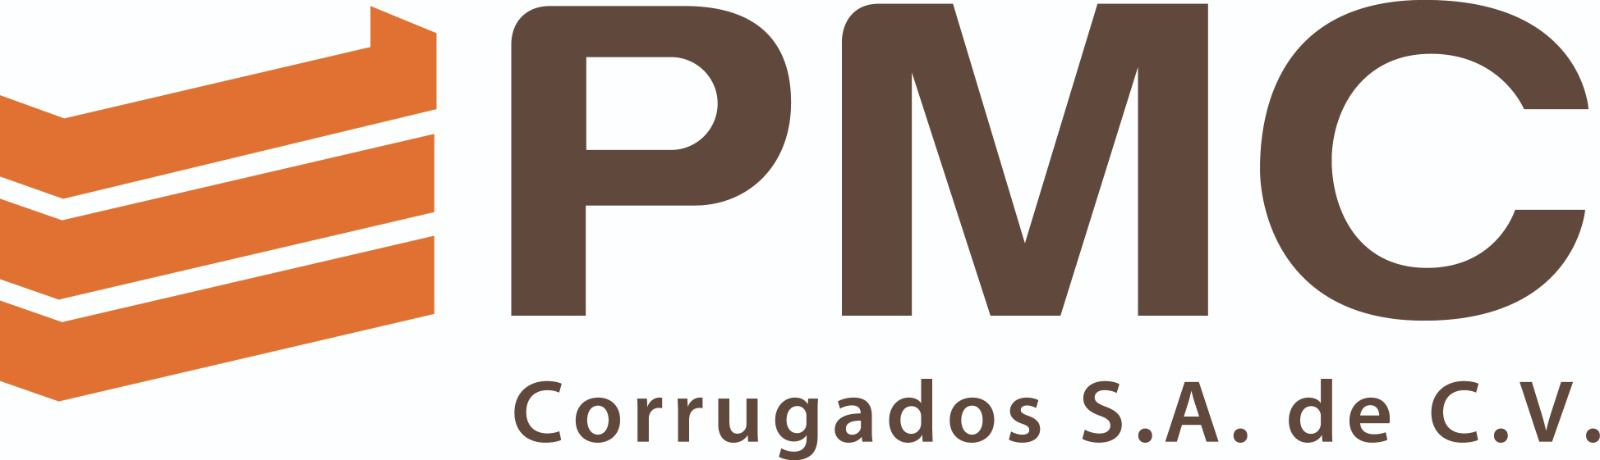 PMC
Corrugados S.A. de C.V.